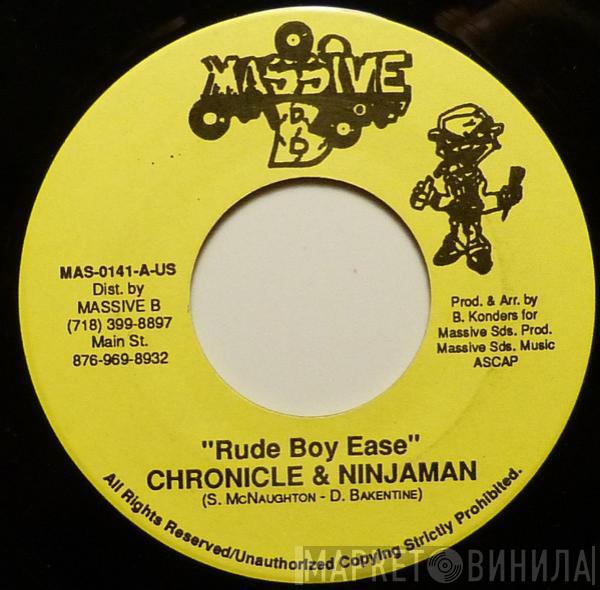 MASSIVE
B
MAS-0141-A-US
Dist. by
MASSIVE B
(718) 399-8897
Main St.
876-969-8932
Prod. & Arr. by
B. Konders for
Massive Sds. Prod.
Massive Sds. Music
ASCAP
"Rude Boy Ease"
CHRONICLE & NINJAMAN
(S. MCNAUGHTON - D. BAKENTINE)
All Rights Reserved/Unauthorized Copying Strictly Prohibited.
МАРКЕТ ВИНИЛА